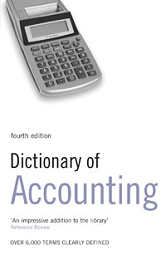 fourth edition
Dictionary of
Accounting
'An impressive addition to the library'
Reference Review
OVER 6,000 TERMS CLEARLY DEFINED